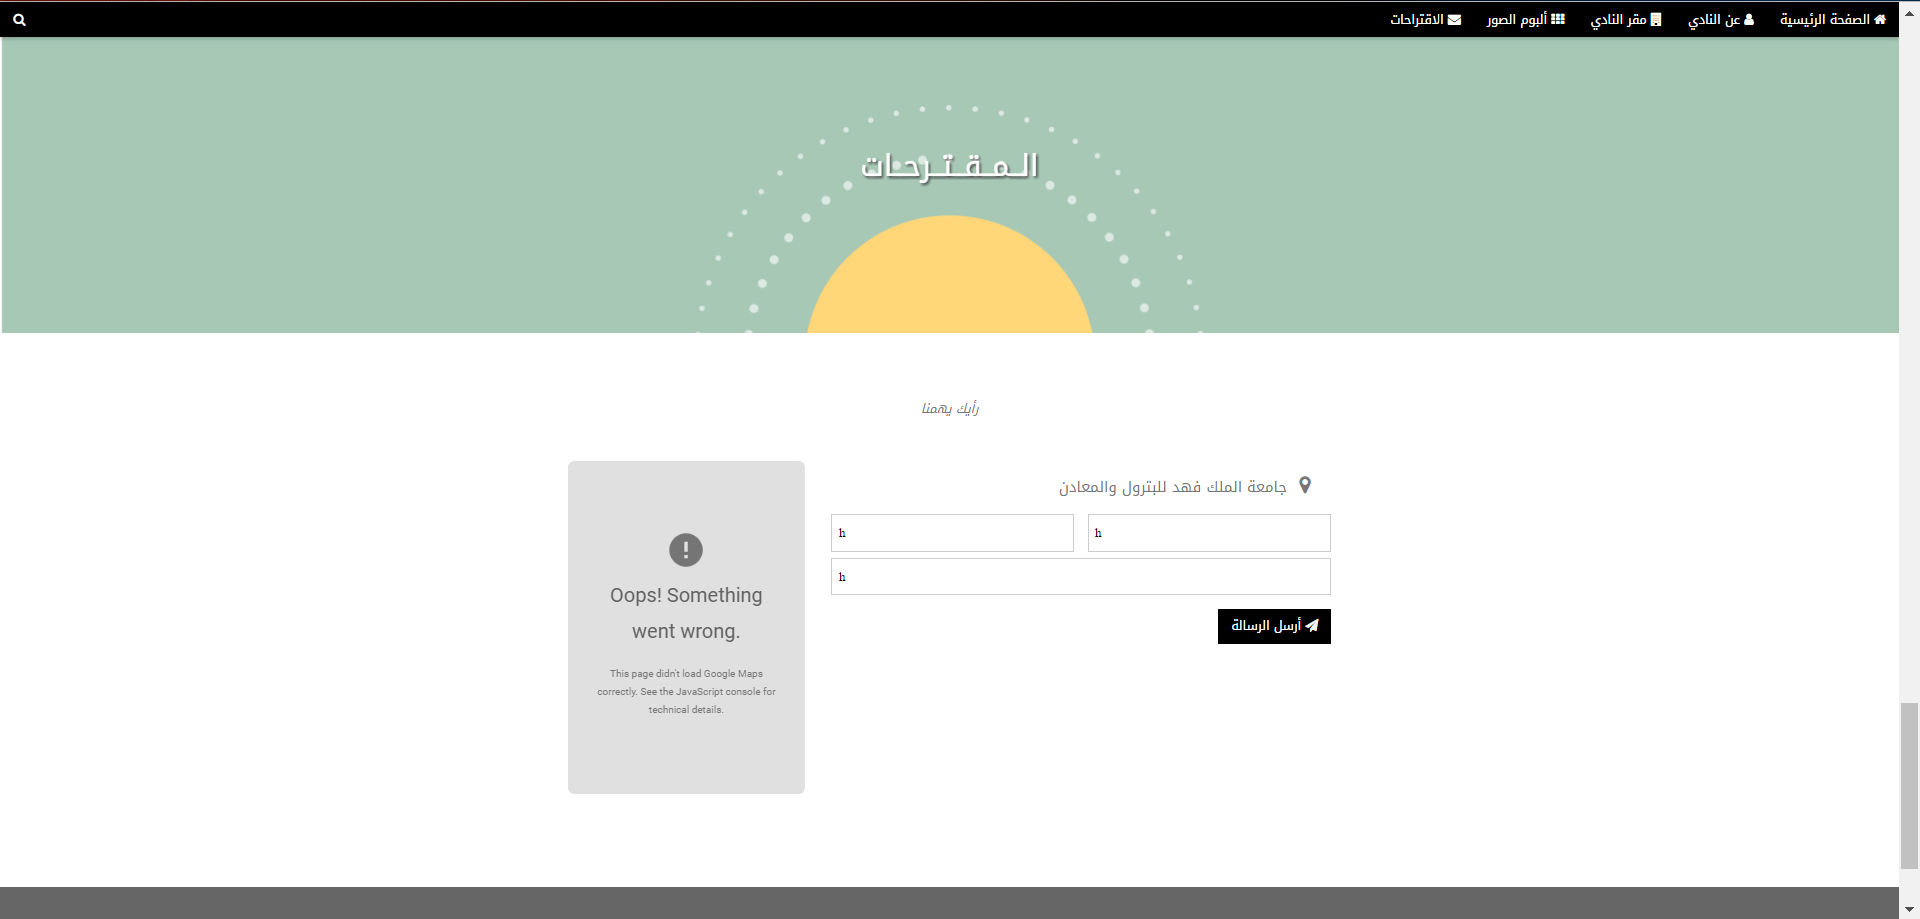 الصفحة الرئيسية عن النادي مقر النادي ألبوم الصور الاقتراحات
الـمـقـتـرحـات
رأيك يهمنا
جامعة الملك فهد للبترول والمعادن
h h
h
أرسل الرسالة
Oops! Something
went wrong.
This page didn't load Google Maps
correctly. See the JavaScript console for
technical details.